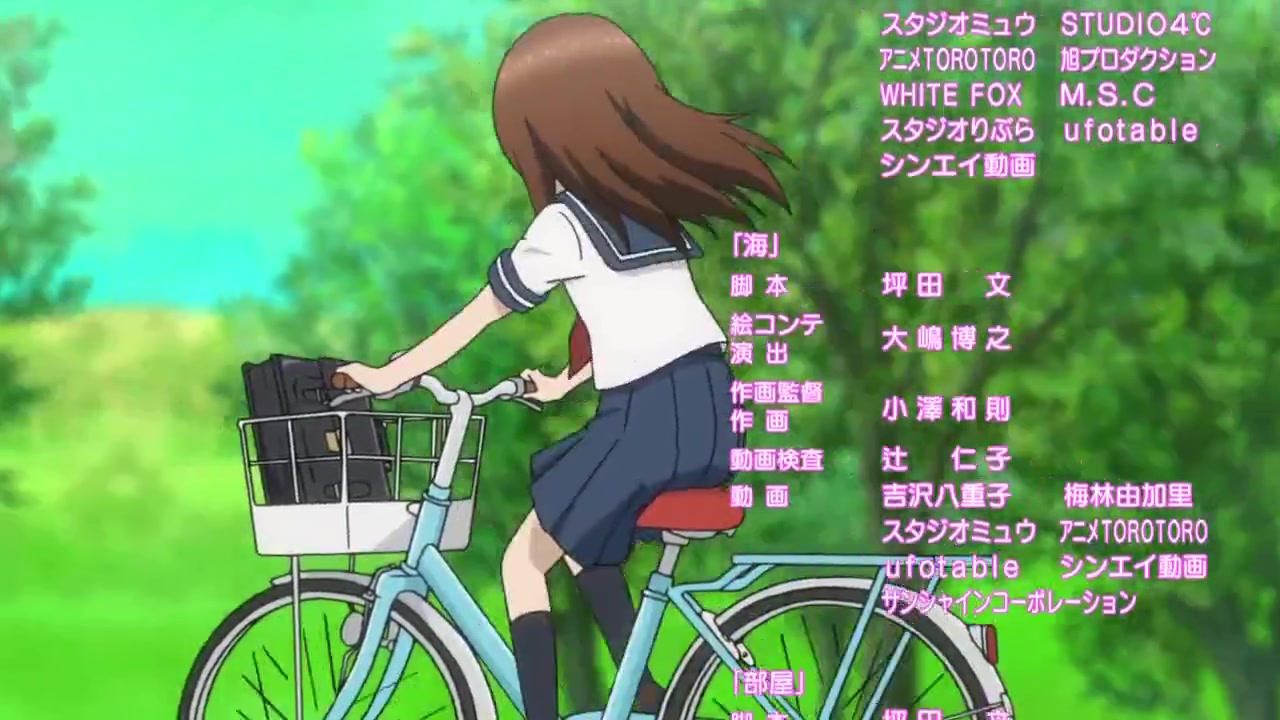 スタジオミュウ STUDIO4℃
アニメTOROTORO 旭プロダクション
WHITE FOX M.S.C
スタジオりぶら ufotable
シンエイ動画
「海」
脚本 坪田 文
絵コンテ
演出 大嶋博之
作画監督
作画 小澤和則
動画検査 辻 仁子
動画 吉沢八重子 梅林由加里
スタジオミュウ アニメTOROTORO
ufotable シンエイ動画
サンシャインコーポレーション
「部屋」
脚本 坪田 文